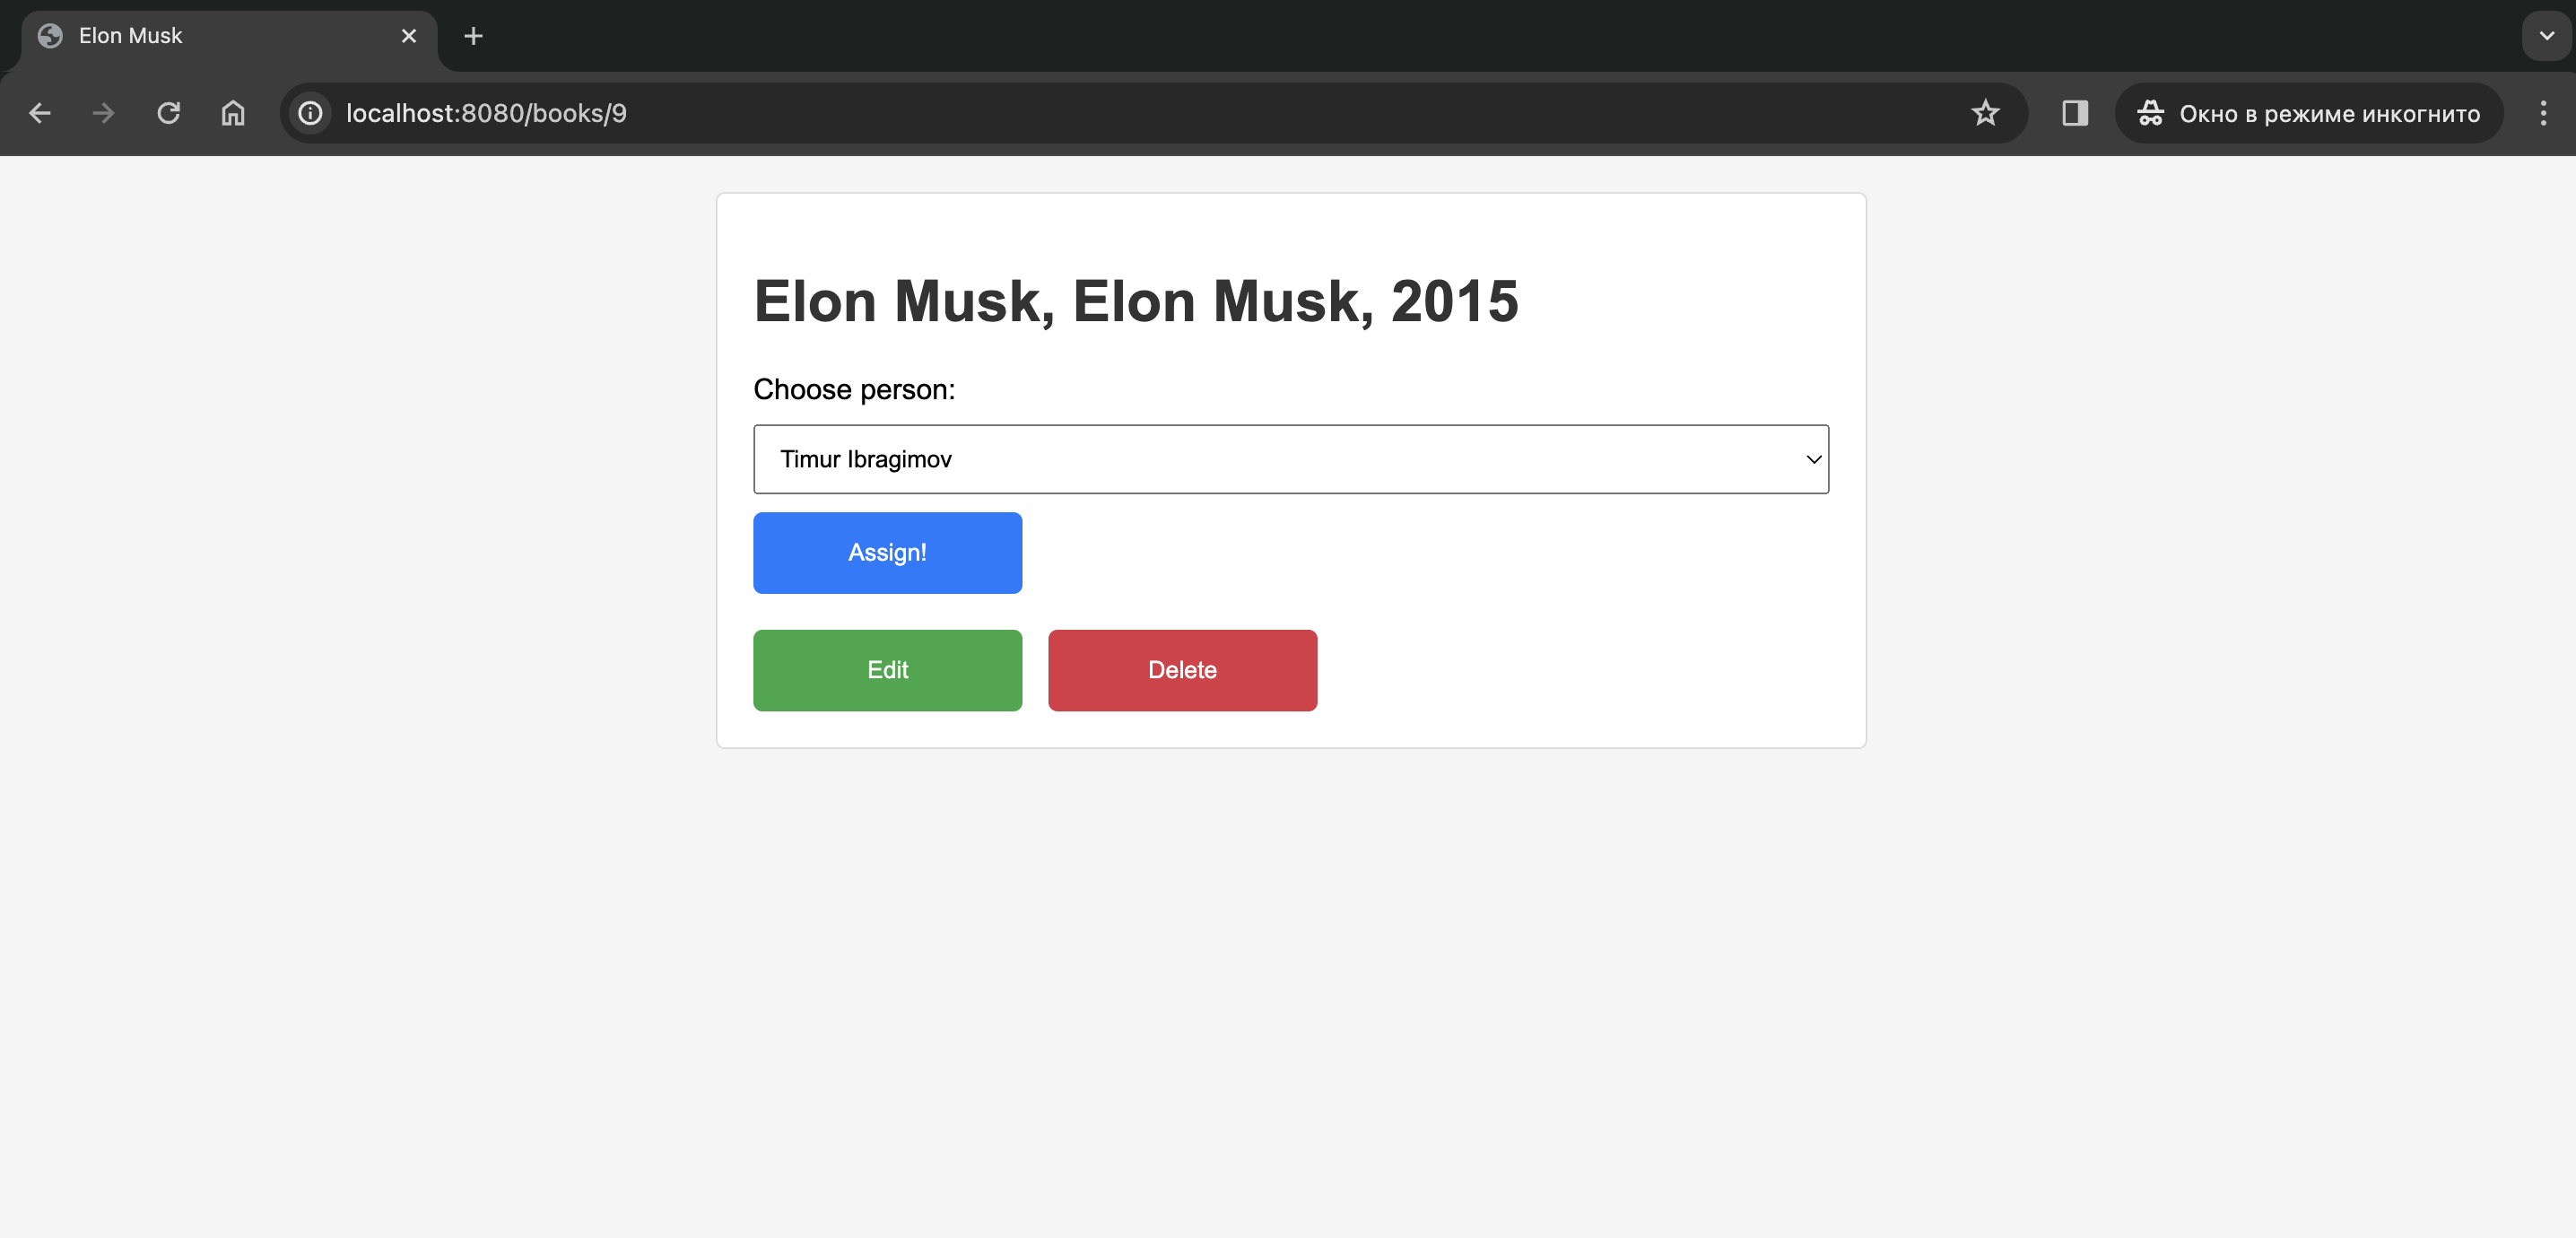 Elon Musk
localhost:8080/books/9
Окно в режиме инкогнито
Elon Musk, Elon Musk, 2015
Choose person:
Timur Ibragimov
Assign!
Edit Delete